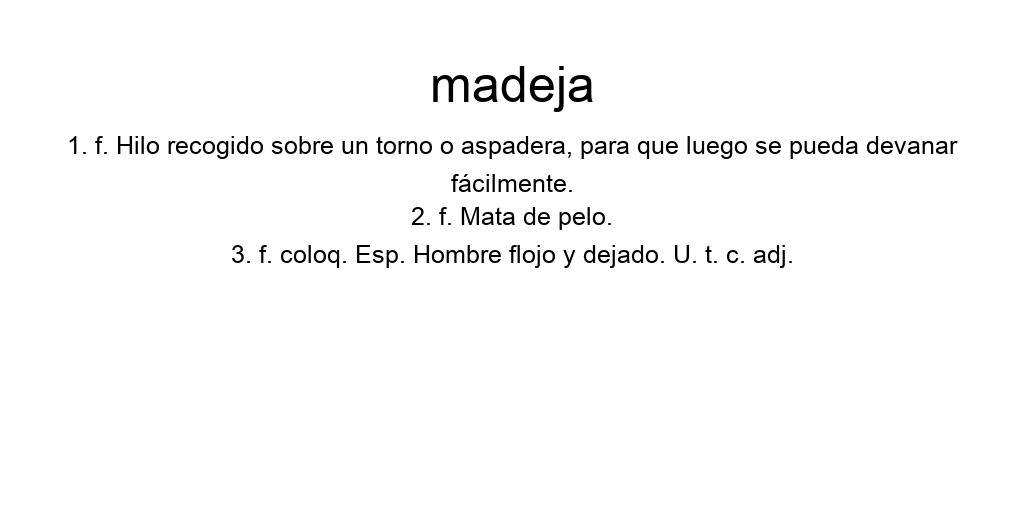 madeja
1. f. Hilo recogido sobre un torno o aspadera, para que luego se pueda devanar
fácilmente.
2. f. Mata de pelo.
3. f. coloq. Esp. Hombre flojo y dejado. U. t. c. adj.